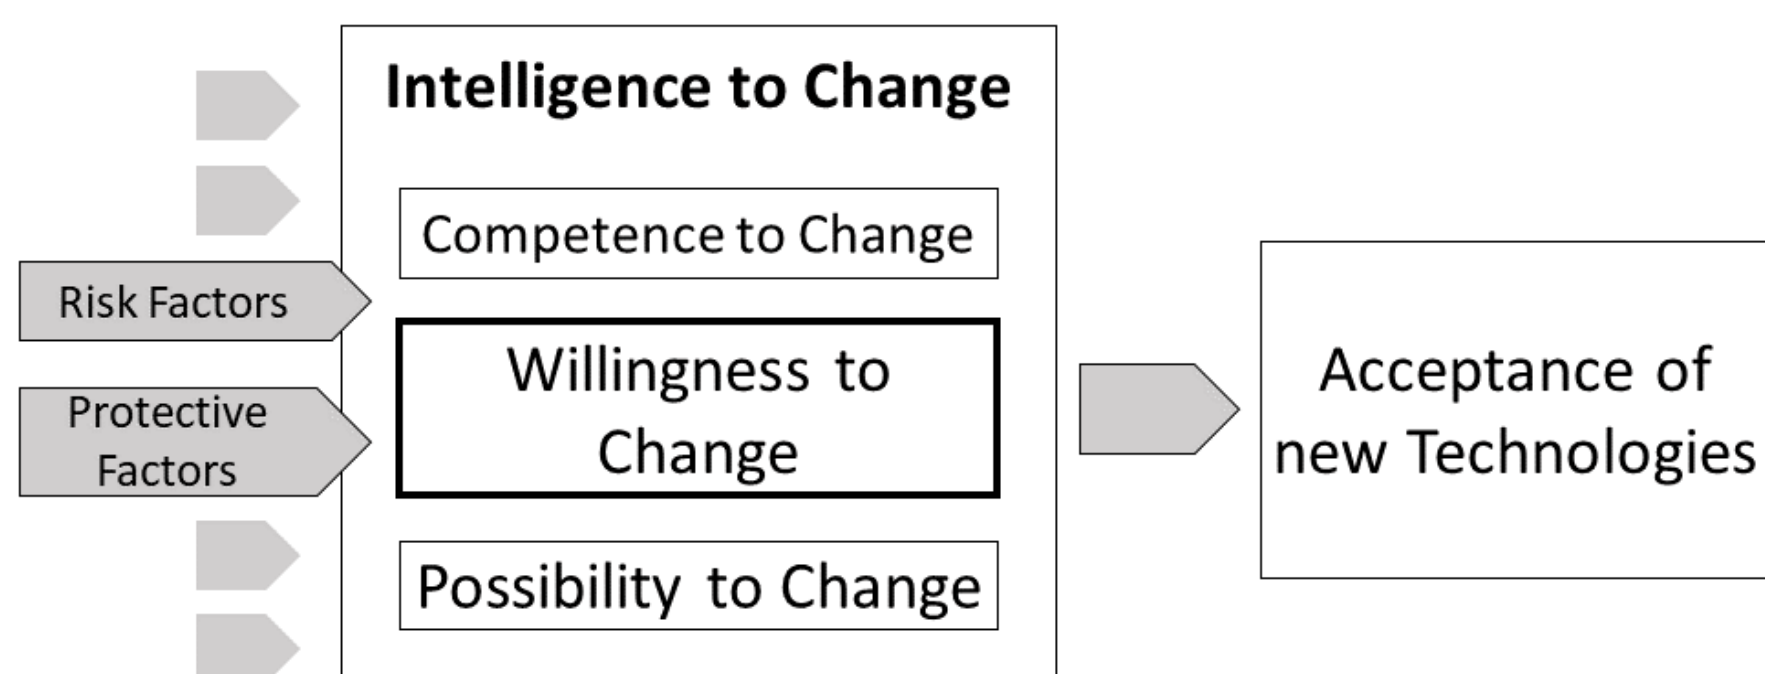 Intelligence to Change
Competence to Change
Risk Factors
Willingness to
Change
Protective
Factors
Possibility to Change
Acceptance of
new Technologies